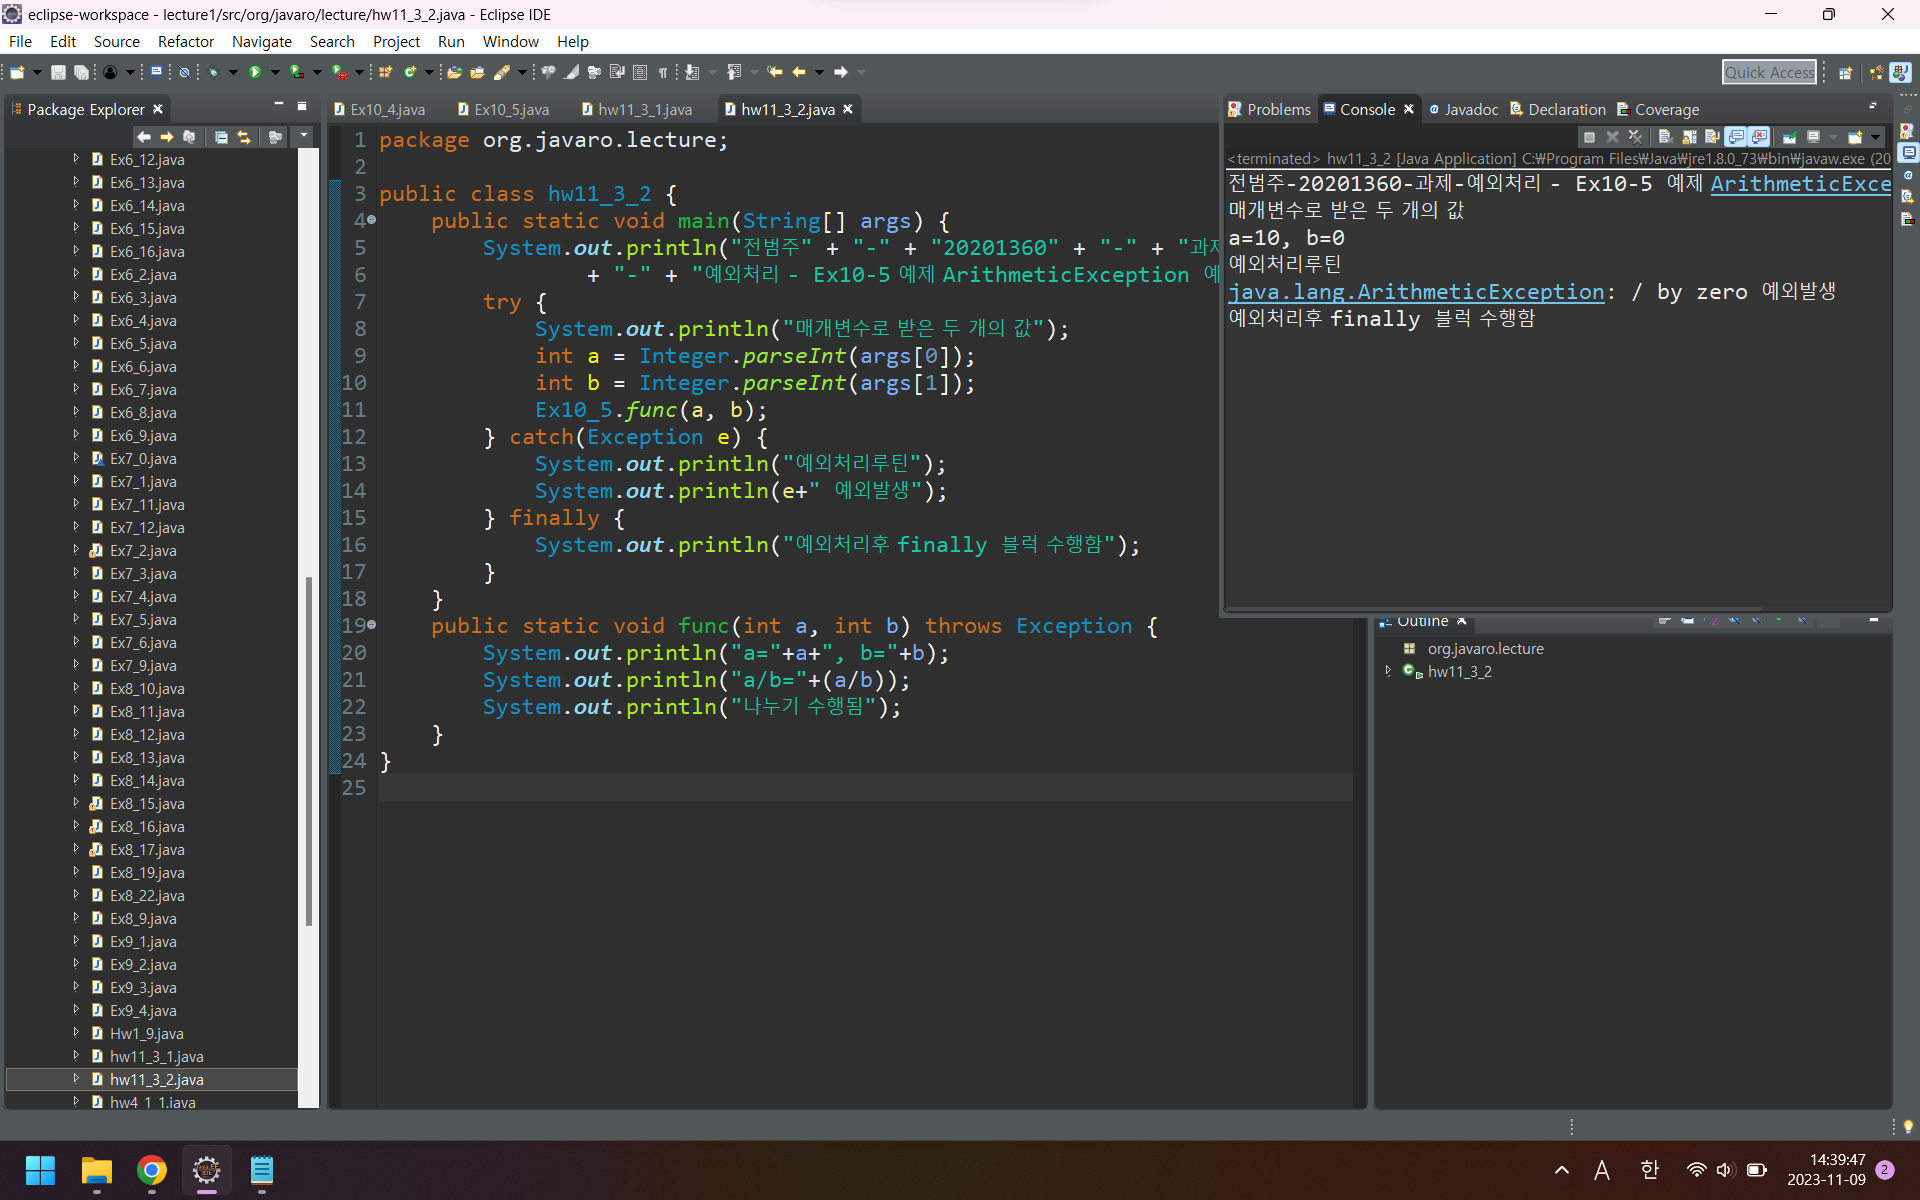 eclipse-workspace - lecture1/src/org/javaro/lecture/hw11_3_2.java - Eclipse IDE
File Edit Source Refactor Navigate Search Project Run Window Help
Quick Access
Package Explorer
Ex6_12.java
Ex6_13.java
Ex6_14.java
Ex6_15.java
Ex6_16.java
Ex6_2.java
Ex6_3.java
Ex6_4.java
Ex6_5.java
Ex6_6.java
Ex6_7.java
Ex6_8.java
Ex6_9.java
Ex7_0.java
Ex7_1.java
Ex7_11.java
Ex7_12.java
Ex7_2.java
Ex7_3.java
Ex7_4.java
Ex7_5.java
Ex7_6.java
Ex7_9.java
Ex8_10.java
Ex8_11.java
Ex8_12.java
Ex8_13.java
Ex8_14.java
Ex8_15.java
Ex8_16.java
Ex8_17.java
Ex8_19.java
Ex8_22.java
Ex8_9.java
Ex9_1.java
Ex9_2.java
Ex9_3.java
Ex9_4.java
Hw1_9.java
hw11_3_1.java
hw11_3_2.java
hw4_1_1.java
Ex10_4.java Ex10_5.java hw11_3_1.java hw11_3_2.java
1 package org.javaro.lecture;
2
3 public class hw11_3_2 {
4 public static void main(String[] args) {
5 System.out.println("전범주" + "-" + "20201360" + "-" + "과제
6 + "-" + "예외처리 - Ex10-5 예제 ArithmeticException 예
7 try {
8 System.out.println("매개변수로 받은 두 개의 값");
9 int a = Integer.parseInt(args[0]);
10 int b = Integer.parseInt(args[1]);
11 Ex10_5.func(a, b);
12 } catch(Exception e) {
13 System.out.println("예외처리루틴");
14 System.out.println(e+" 예외발생");
15 } finally {
16 System.out.println("예외처리후 finally 블럭 수행함");
17 }
18 }
19 public static void func(int a, int b) throws Exception {
20 System.out.println("a="+a+", b="+b);
21 System.out.println("a/b="+(a/b));
22 System.out.println("나누기 수행됨");
23 }
24 }
25
Problems Console Javadoc Declaration Coverage
<terminated> hw11_3_2 [Java Application] C:₩Program Files₩Java₩jre1.8.0_73₩bin₩javaw.exe (20
전범주-20201360-과제-예외처리 - Ex10-5 예제 ArithmeticExce
매개변수로 받은 두 개의 값
a=10, b=0
예외처리루틴
java.lang.ArithmeticException: / by zero 예외발생
예외처리후 finally 블럭 수행함
Outline
org.javaro.lecture
hw11_3_2
A 한
14:39:47
2023-11-09
2